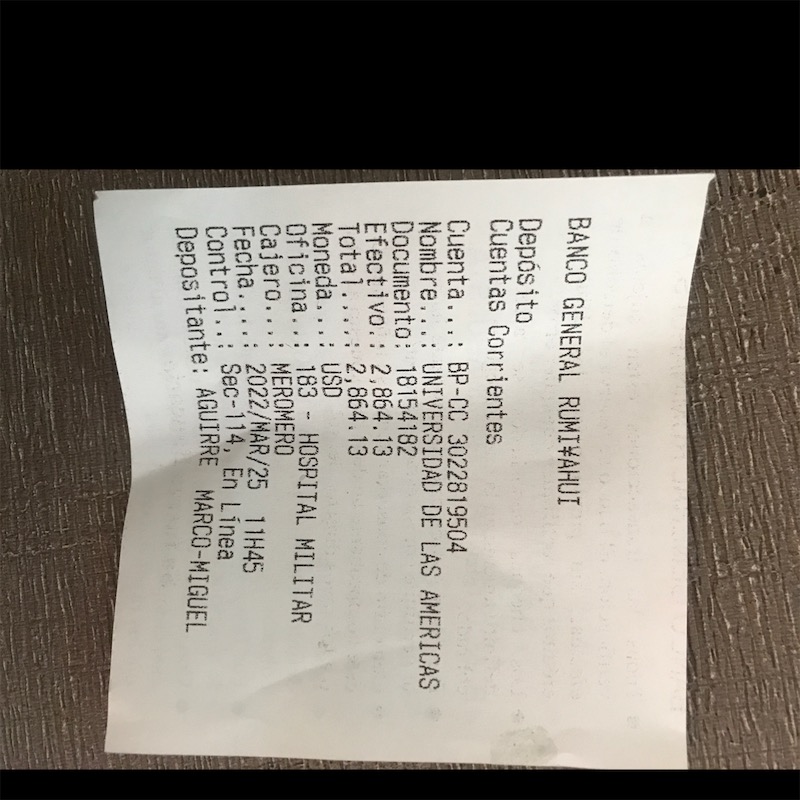 BANCO GENERAL RUMI¥AHUI
Depósito
Cuentas Corrientes
Cuenta...: BP-CC 3022819504
Nombre...: UNIVERSIDAD DE LAS AMERICAS
Documento: 18154182
Efectivo.: 2,864.13
Total....: 2,864.13
Moneda...: USD
Oficina..: 183 - HOSPITAL MILITAR
Cajero...: MEROMERO
Fecha....: 2022/MAR/25 11H45
Control..: Sec-114, En Línea
Depositante: AGUIRRE MARCO-MIGUEL